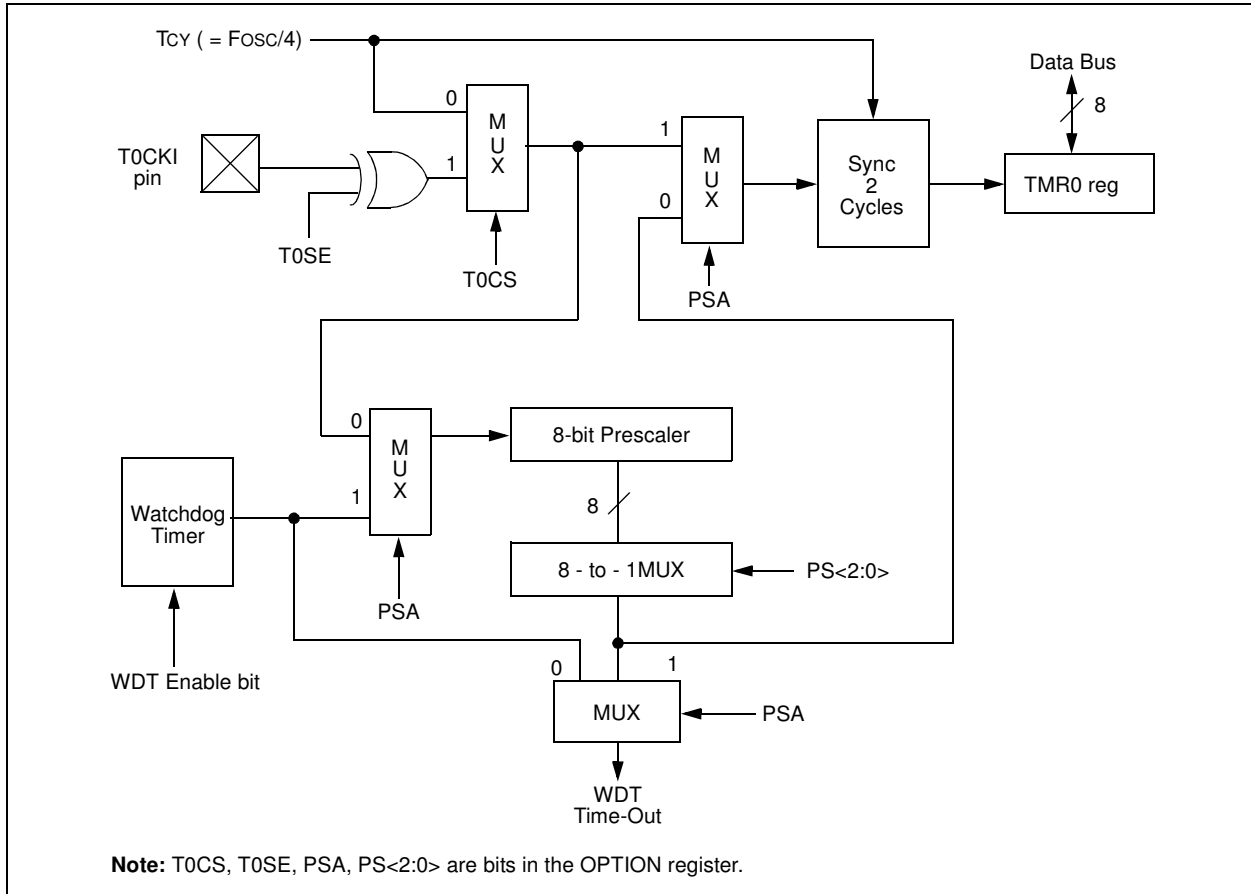 TCY ( = FOSC/4)
Data Bus
8
0
M
U
X
1
T0CKI
pin
T0SE
T0CS
1
M
U
X
0
PSA
Sync
2
Cycles
TMR0 reg
0
M
U
X
1
8-bit Prescaler
Watchdog
Timer
8
8 - to - 1MUX
PS<2:0>
PSA
WDT Enable bit
0
1
MUX
PSA
WDT
Time-Out
Note: T0CS, T0SE, PSA, PS<2:0> are bits in the OPTION register.